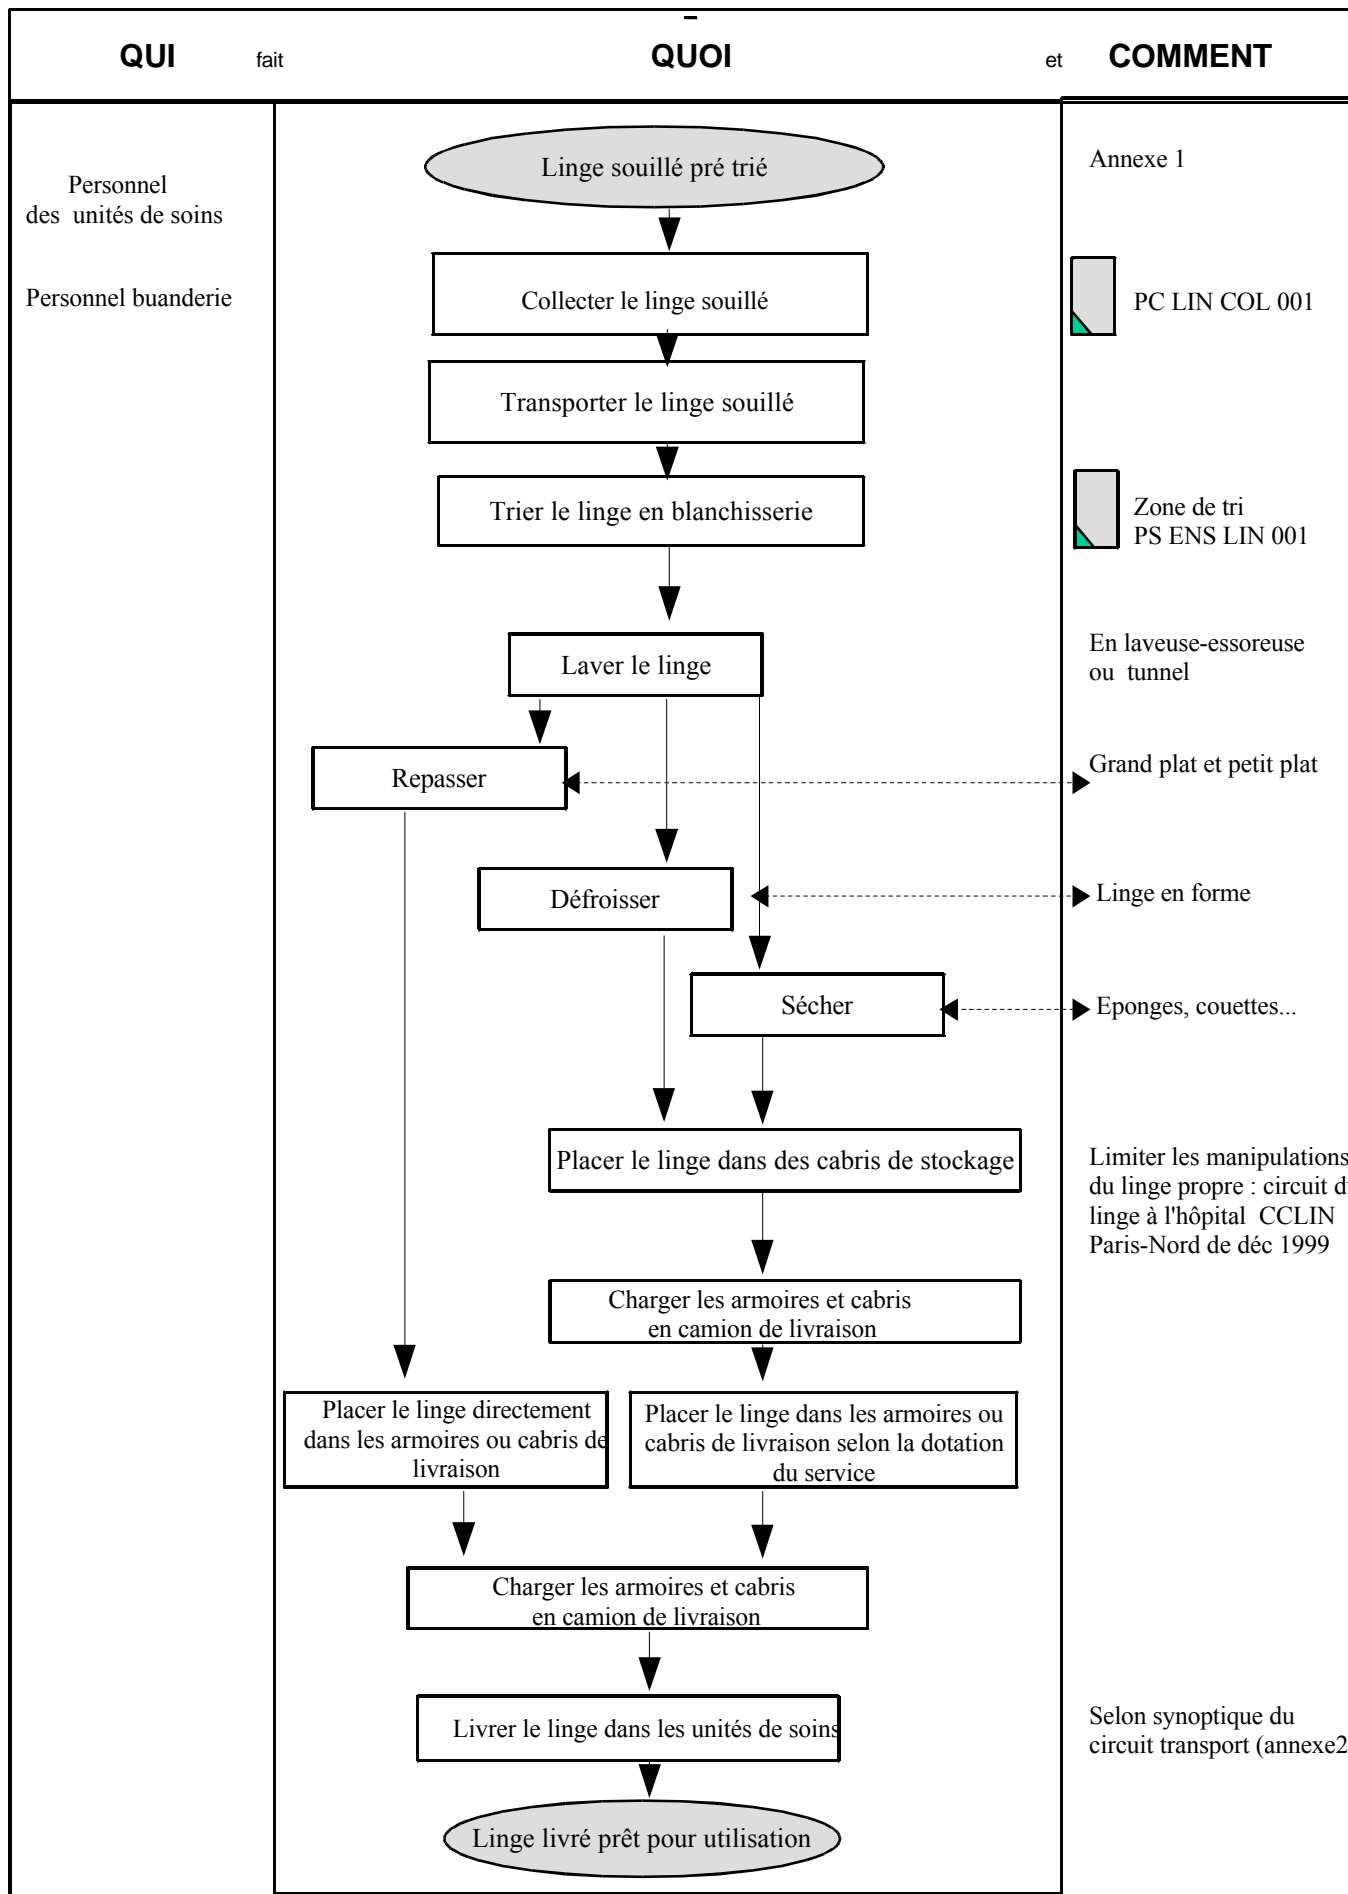 QUI fait QUOI et COMMENT
Linge souillé pré trié
Annexe 1
Personnel
des unités de soins
Personnel buanderie
Collecter le linge souillé
PC LIN COL 001
Transporter le linge souillé
Trier le linge en blanchisserie
Zone de tri
PS ENS LIN 001
Laver le linge
En laveuse-essoreuse
ou tunnel
Repasser
Grand plat et petit plat
Défroisser
Linge en forme
Sécher
Eponges, couettes...
Placer le linge dans des cabris de stockage
Limiter les manipulations
du linge propre : circuit d
linge à l'hôpital CCLIN
Paris-Nord de déc 1999
Charger les armoires et cabris
en camion de livraison
Placer le linge directement
dans les armoires ou cabris de
livraison
Placer le linge dans les armoires ou
cabris de livraison selon la dotation
du service
Charger les armoires et cabris
en camion de livraison
Livrer le linge dans les unités de soins
Selon synoptique du
circuit transport (annexe2
Linge livré prêt pour utilisation